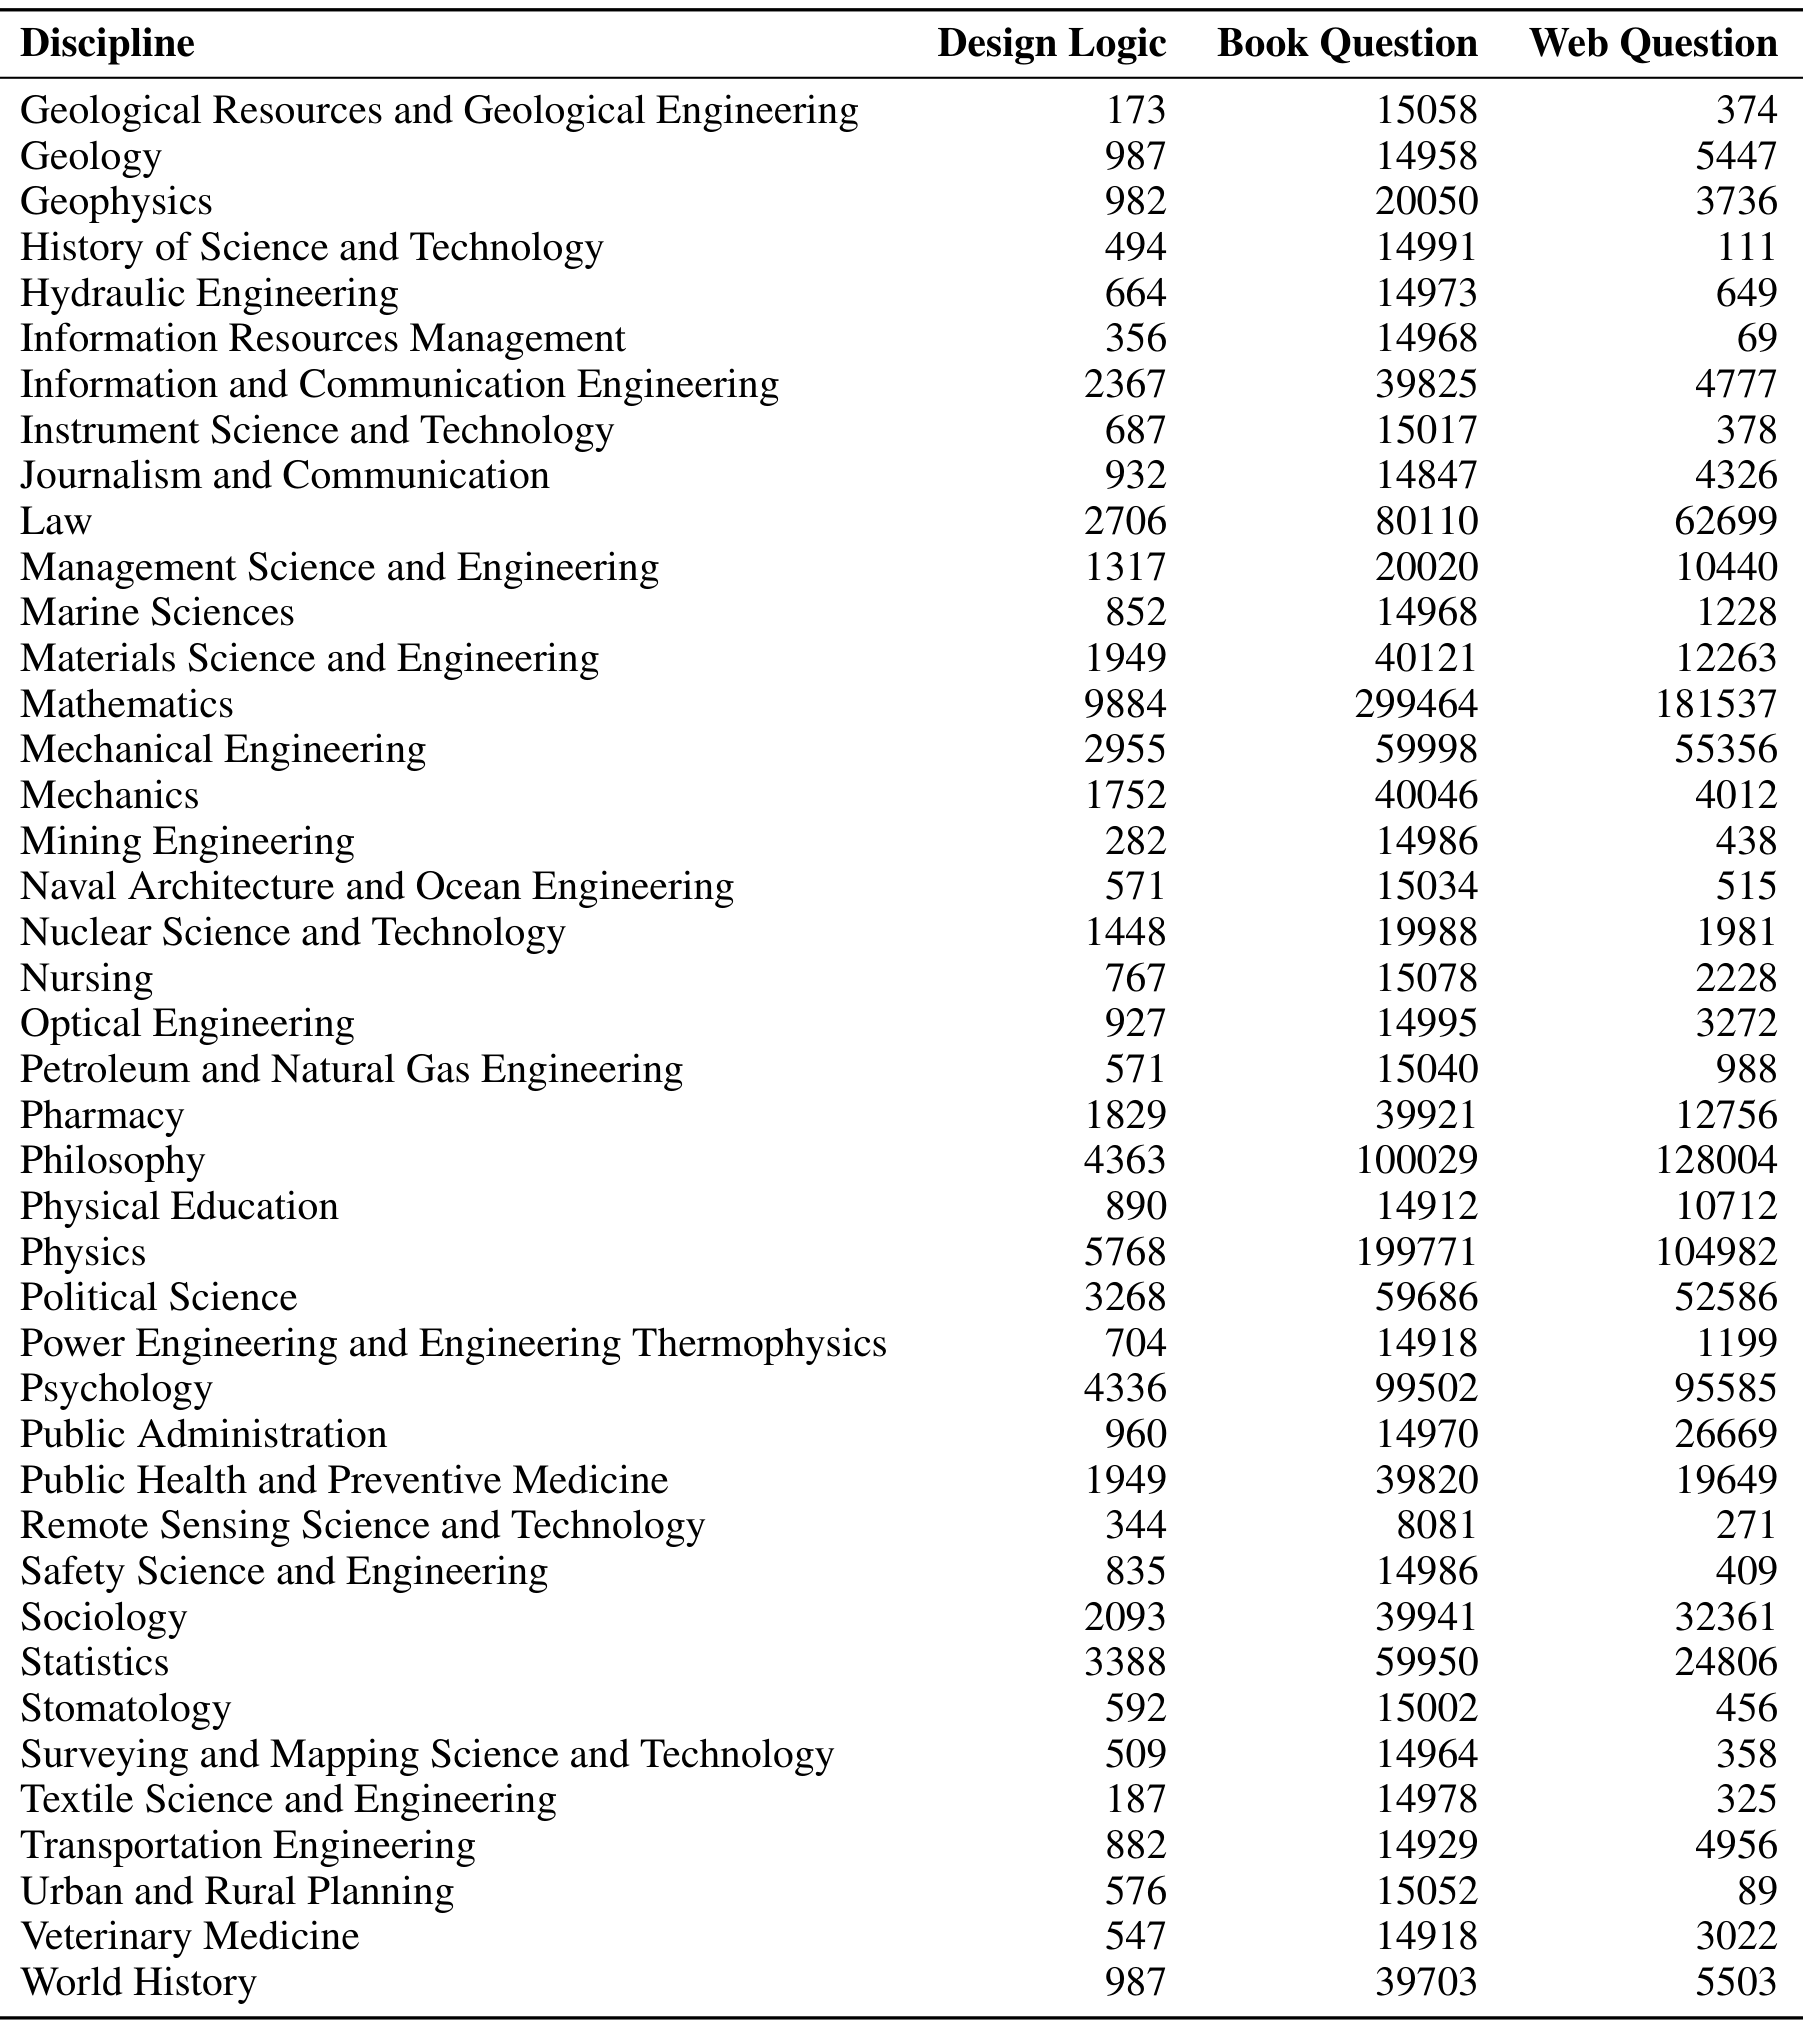 Discipline Design Logic Book Question Web Question
Geological Resources and Geological Engineering 173 15058 374
Geology 987 14958 5447
Geophysics 982 20050 3736
History of Science and Technology 494 14991 111
Hydraulic Engineering 664 14973 649
Information Resources Management 356 14968 69
Information and Communication Engineering 2367 39825 4777
Instrument Science and Technology 687 15017 378
Journalism and Communication 932 14847 4326
Law 2706 80110 62699
Management Science and Engineering 1317 20020 10440
Marine Sciences 852 14968 1228
Materials Science and Engineering 1949 40121 12263
Mathematics 9884 299464 181537
Mechanical Engineering 2955 59998 55356
Mechanics 1752 40046 4012
Mining Engineering 282 14986 438
Naval Architecture and Ocean Engineering 571 15034 515
Nuclear Science and Technology 1448 19988 1981
Nursing 767 15078 2228
Optical Engineering 927 14995 3272
Petroleum and Natural Gas Engineering 571 15040 988
Pharmacy 1829 39921 12756
Philosophy 4363 100029 128004
Physical Education 890 14912 10712
Physics 5768 199771 104982
Political Science 3268 59686 52586
Power Engineering and Engineering Thermophysics 704 14918 1199
Psychology 4336 99502 95585
Public Administration 960 14970 26669
Public Health and Preventive Medicine 1949 39820 19649
Remote Sensing Science and Technology 344 8081 271
Safety Science and Engineering 835 14986 409
Sociology 2093 39941 32361
Statistics 3388 59950 24806
Stomatology 592 15002 456
Surveying and Mapping Science and Technology 509 14964 358
Textile Science and Engineering 187 14978 325
Transportation Engineering 882 14929 4956
Urban and Rural Planning 576 15052 89
Veterinary Medicine 547 14918 3022
World History 987 39703 5503